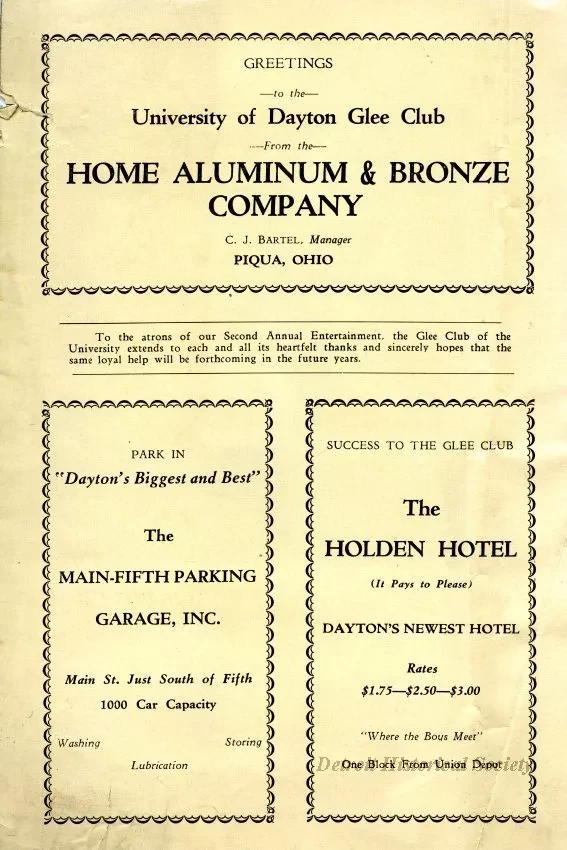 GREETINGS
—to the—
University of Dayton Glee Club
—From the—
HOME ALUMINUM & BRONZE
COMPANY
C. J. BARTEL, Manager
PIQUA, OHIO
To the atrons of our Second Annual Entertainment, the Glee Club of the
University extends to each and all its heartfelt thanks and sincerely hopes that the
same loyal help will be forthcoming in the future years.
PARK IN
"Dayton's Biggest and Best"
The
MAIN-FIFTH PARKING
GARAGE, INC.
Main St. Just South of Fifth
1000 Car Capacity
Washing Storing
Lubrication
SUCCESS TO THE GLEE CLUB
The
HOLDEN HOTEL
(It Pays to Please)
DAYTON'S NEWEST HOTEL
Rates
$1.75—$2.50—$3.00
"Where the Boys Meet"
One Block From Union Depot
Detroit Historical Society